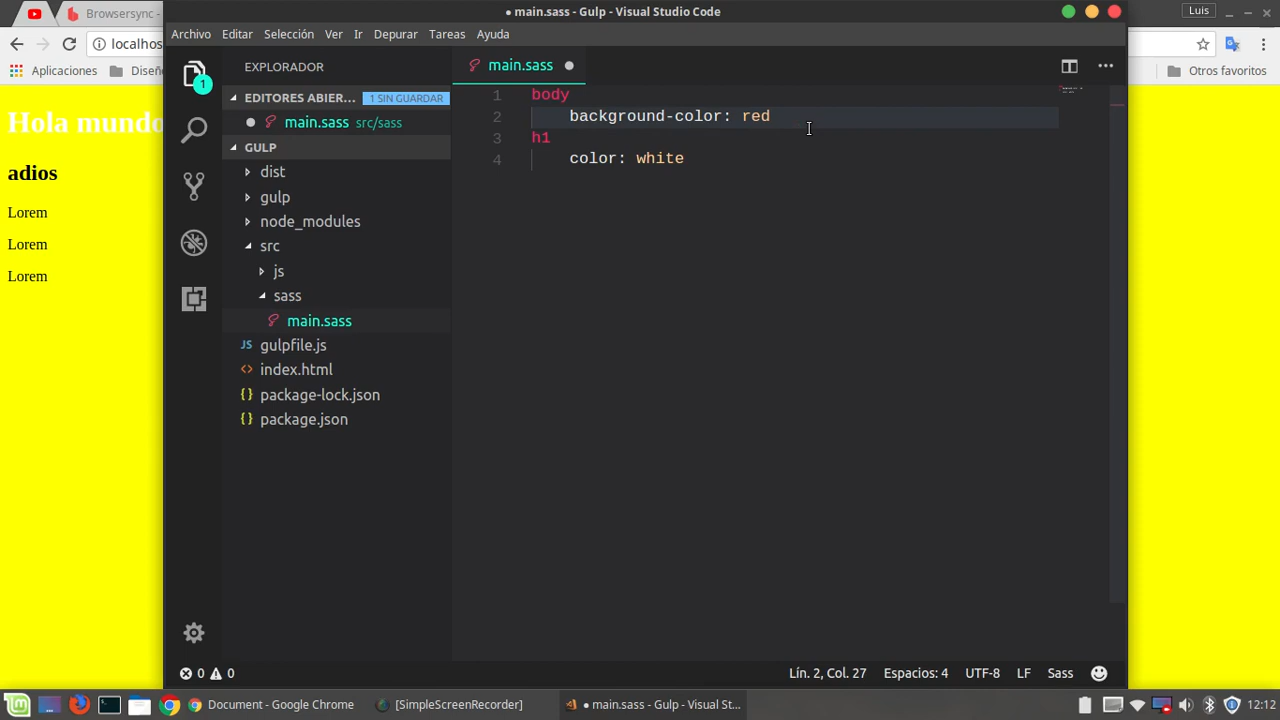 • main.sass - Gulp - Visual Studio Code
Luis
Browsersync -
localhos
Aplicaciones
Diseñ
Otros favoritos
Archivo Editar Selección Ver Ir Depurar Tareas Ayuda
EXPLORADOR
1
EDITORES ABIER... 1 SIN GUARDAR
main.sass src/sass
GULP
dist
gulp
node_modules
src
js
sass
main.sass
JS gulpfile.js
<> index.html
{} package-lock.json
{} package.json
main.sass
1 body
2 background-color: red
3 h1
4 color: white
Hola mundo
adios
Lorem
Lorem
Lorem
0 0
Lín. 2, Col. 27 Espacios: 4 UTF-8 LF Sass
Document - Google Chrome
[SimpleScreenRecorder]
• main.sass - Gulp - Visual St...
12:12